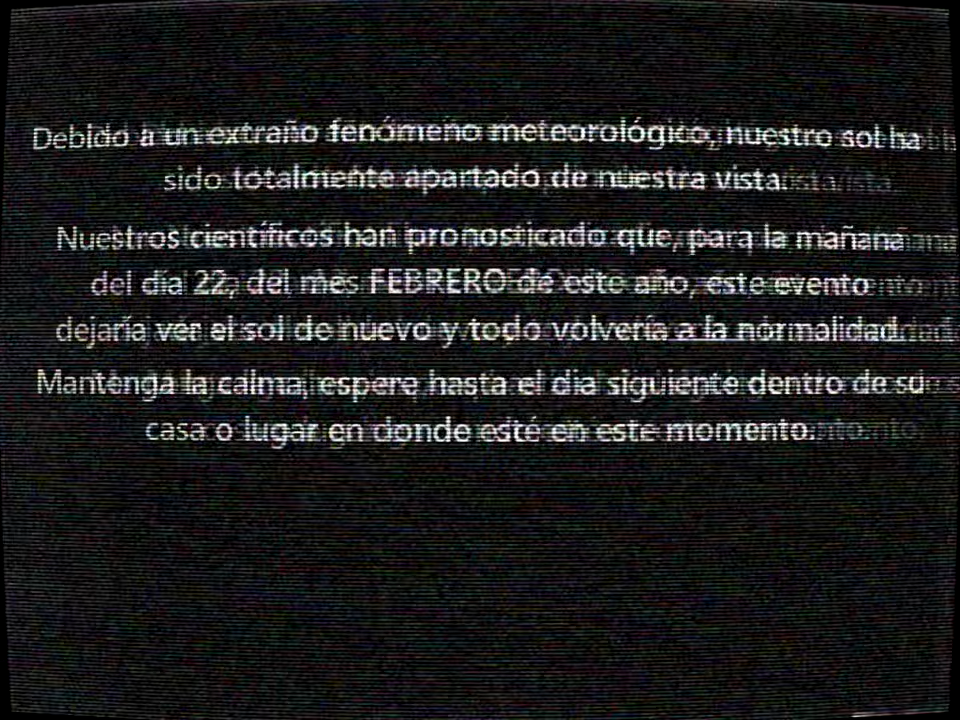 Debido a un extraño fenómeno meteorológico, nuestro sol ha
sido totalmente apartado de nuestra vista.
Nuestros científicos han pronosticado que, para la mañana
del día 22, del mes FEBRERO de este año, este evento
dejaría ver el sol de nuevo y todo volvería a la normalidad.
Mantenga la calma, espere hasta el dia siguiente dentro de su
casa o lugar en donde esté en este momento.